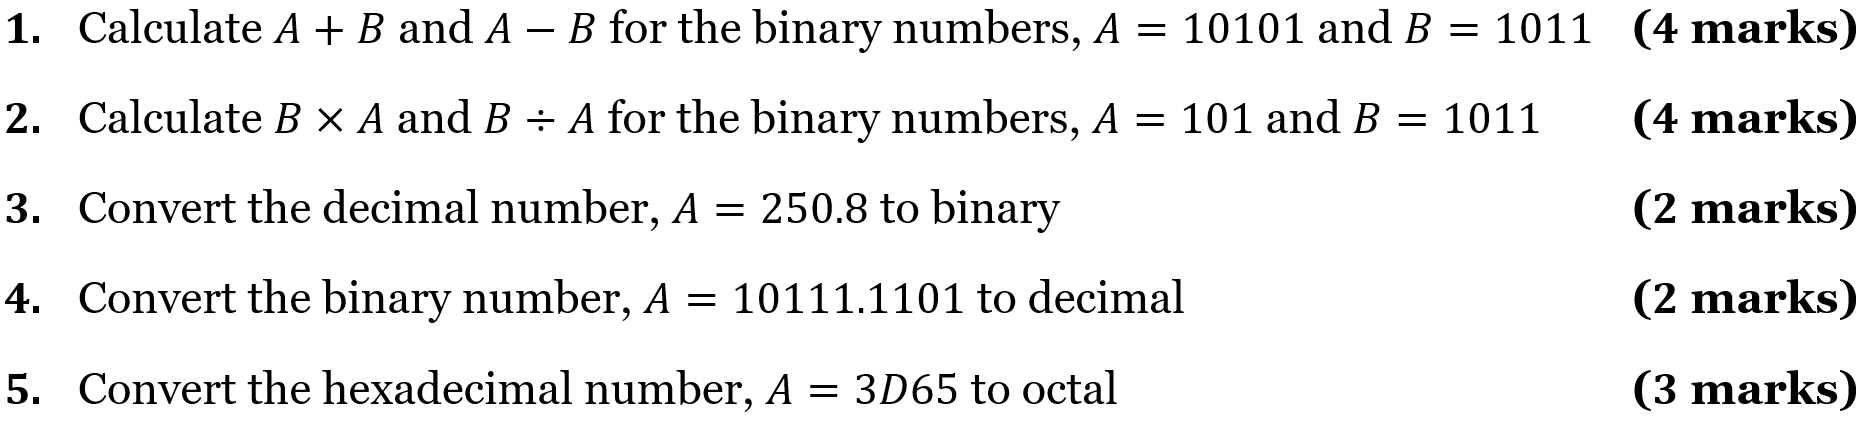 1. Calculate A + B and A − B for the binary numbers, A = 10101 and B = 1011 (4 marks)
2. Calculate B × A and B ÷ A for the binary numbers, A = 101 and B = 1011 (4 marks)
3. Convert the decimal number, A = 250.8 to binary (2 marks)
4. Convert the binary number, A = 10111.1101 to decimal (2 marks)
5. Convert the hexadecimal number, A = 3D65 to octal (3 marks)